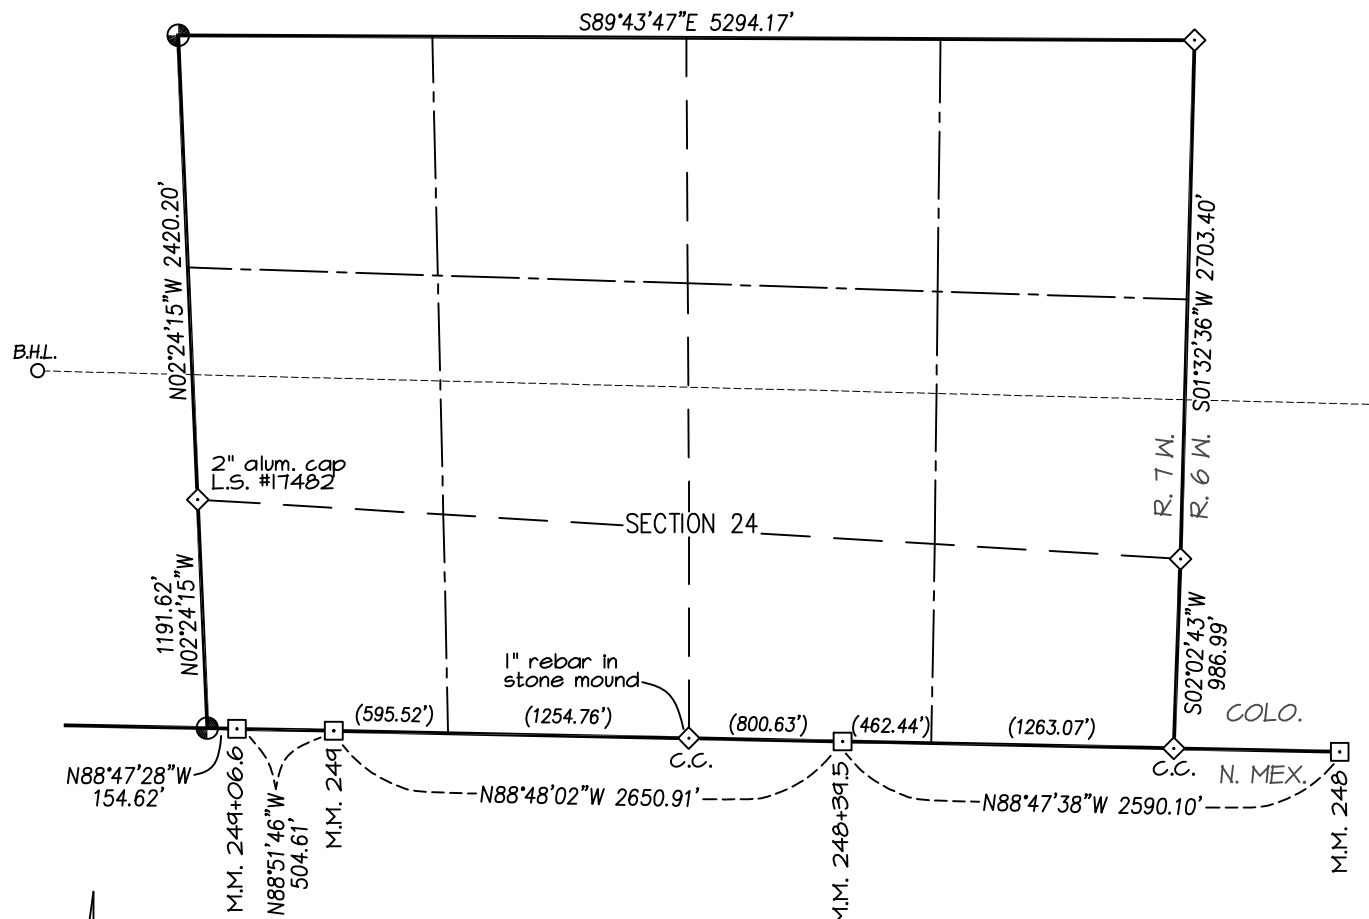 S89°43'47"E 5294.17'
N02°24'15"W 2420.20'
S01°32'36"W 2703.40'
B.H.L.
R. 7 W.
R. 6 W.
2" alum. cap
L.S. #17482
SECTION 24
1191.62'
N02°24'15"W
S02°02'43"W
986.99'
1" rebar in
stone mound
(595.52')
(1254.76')
(800.63')
(462.44')
(1263.07')
COLO.
C.C.
C.C.
N. MEX.
N88°47'28"W
154.62'
M.M. 249+06.6
N88°51'46"W
504.61'
M.M. 249
N88°48'02"W 2650.91'
M.M. 248+39.5
N88°47'38"W 2590.10'
M.M. 248